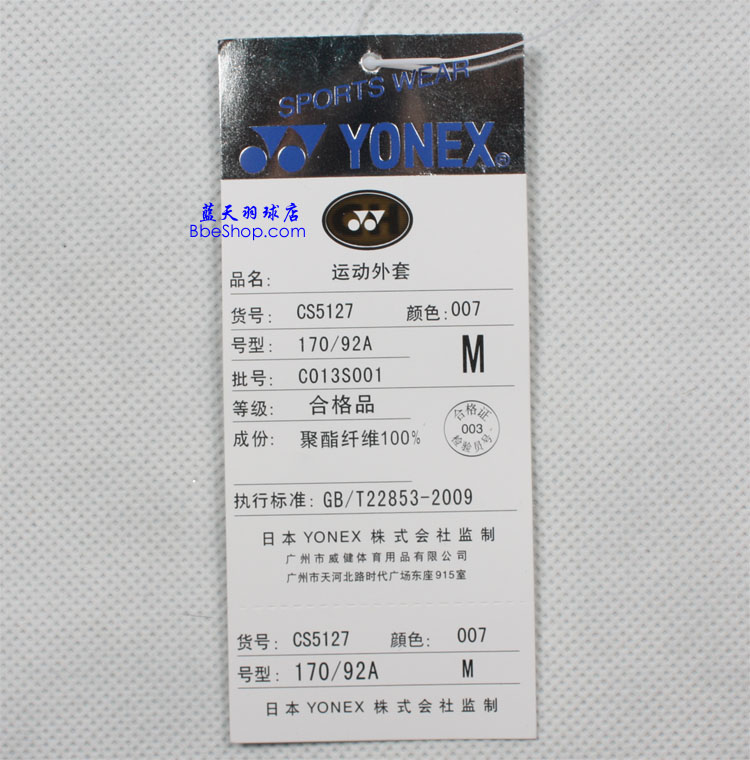 SPORTS WEAR
YONEX®
蓝天羽球店
BbeShop.com
品名: 运动外套
货号: CS5127 颜色: 007
号型: 170/92A M
批号: C013S001
等级: 合格品
成份: 聚酯纤维100%
合格证
003
检验员号
执行标准: GB/T22853-2009
日本 YONEX 株式会社监制
广州市威健体育用品有限公司
广州市天河北路时代广场东座915室
货号: CS5127 顔色: 007
号型: 170/92A M
日本 YONEX 株式会社监制